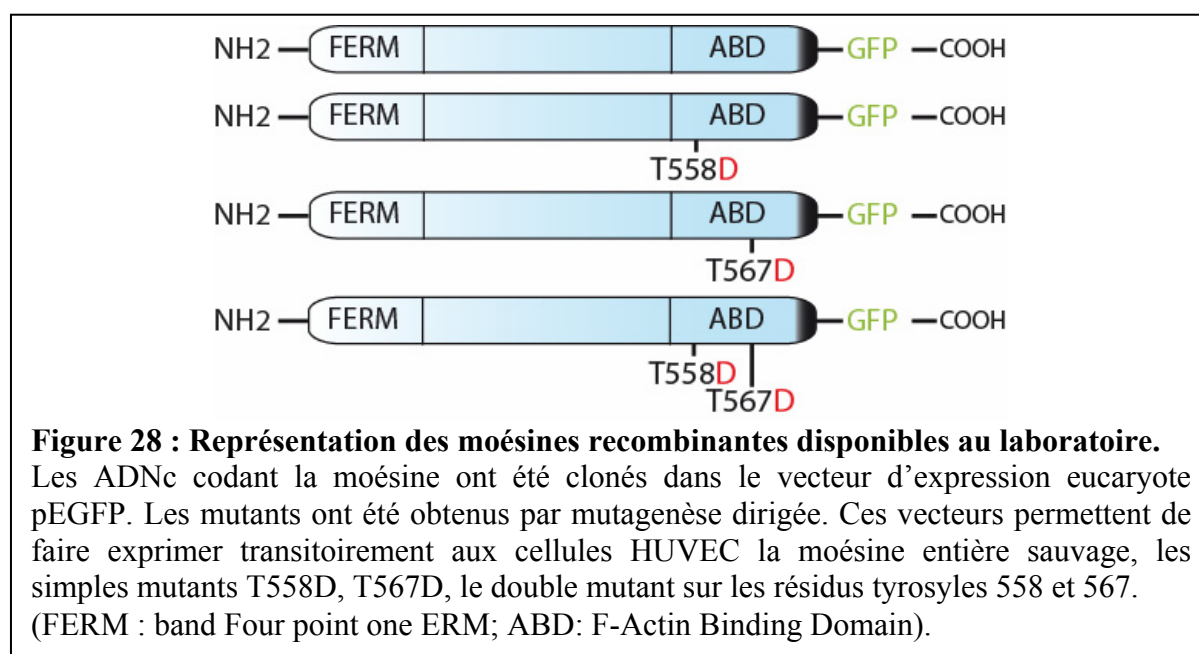 NH2 FERM ABD GFP COOH
NH2 FERM ABD GFP COOH
T558D
NH2 FERM ABD GFP COOH
T567D
NH2 FERM ABD GFP COOH
T558D
T567D
Figure 28 : Représentation des moésines recombinantes disponibles au laboratoire.
Les ADNc codant la moésine ont été clonés dans le vecteur d’expression eucaryote
pEGFP. Les mutants ont été obtenus par mutagenèse dirigée. Ces vecteurs permettent de
faire exprimer transitoirement aux cellules HUVEC la moésine entière sauvage, les
simples mutants T558D, T567D, le double mutant sur les résidus tyrosyles 558 et 567.
(FERM : band Four point one ERM; ABD: F-Actin Binding Domain).